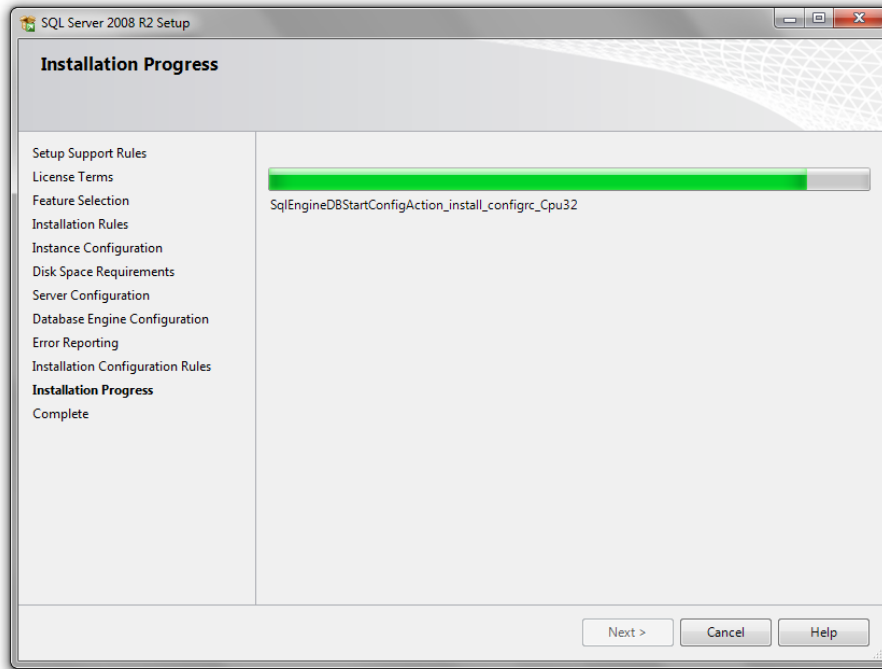 SQL Server 2008 R2 Setup
Installation Progress
Setup Support Rules
License Terms
Feature Selection
Installation Rules
Instance Configuration
Disk Space Requirements
Server Configuration
Database Engine Configuration
Error Reporting
Installation Configuration Rules
Installation Progress
Complete
SqlEngineDBStartConfigAction_install_configrc_Cpu32
Next >
Cancel
Help